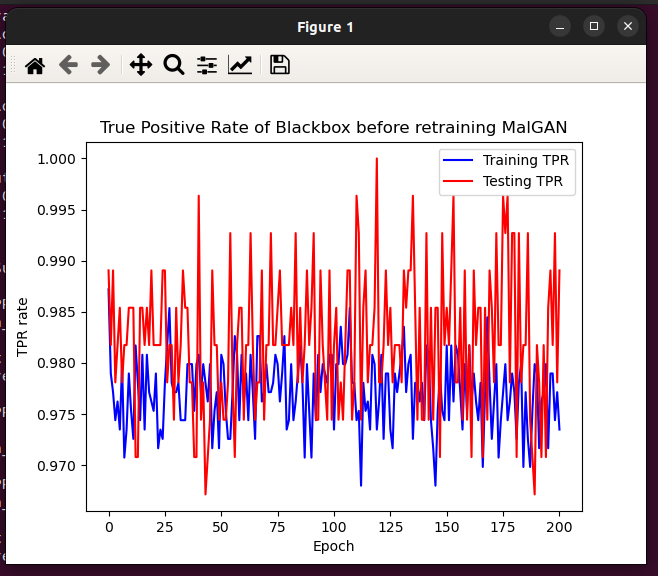 Figure 1
True Positive Rate of Blackbox before retraining MalGAN
Training TPR
Testing TPR
1.000
0.995
0.990
0.985
0.980
0.975
0.970
TPR rate
0 25 50 75 100 125 150 175 200
Epoch